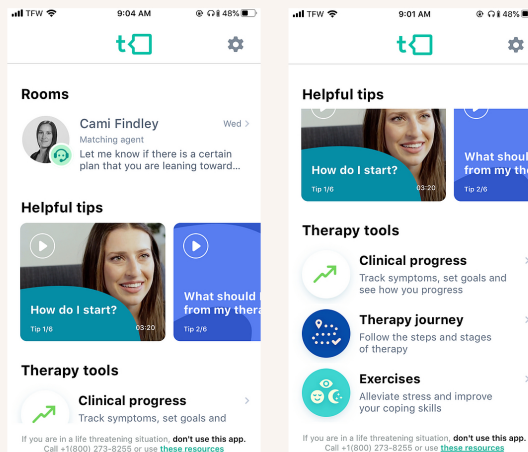 TFW
9:04 AM
48%
t
Rooms
Cami Findley
Wed
Matching agent
Let me know if there is a certain
plan that you are leaning toward...
Helpful tips
How do I start?
Tip 1/6
03:20
What should
from my thera
Tip 2/6
Therapy tools
Clinical progress
Track symptoms, set goals and
If you are in a life threatening situation, don't use this app.
Call +1(800) 273-8255 or use these resources
TFW
9:01 AM
48%
t
Helpful tips
How do I start?
Tip 1/6
03:20
What shoul
from my the
Tip 2/6
Therapy tools
Clinical progress
Track symptoms, set goals and
see how you progress
Therapy journey
Follow the steps and stages
of therapy
Exercises
Alleviate stress and improve
your coping skills
If you are in a life threatening situation, don't use this app.
Call +1(800) 273-8255 or use these resources